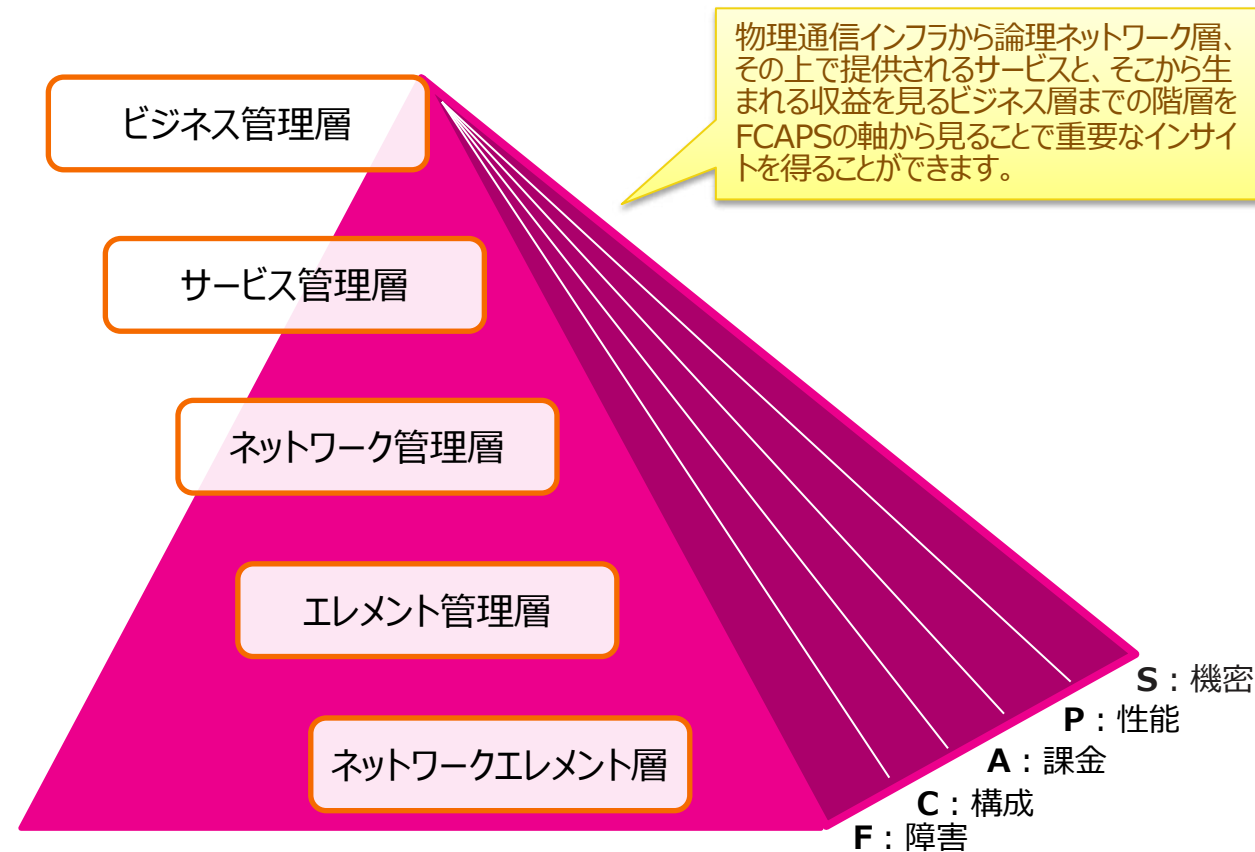 物理通信インフラから論理ネットワーク層、
その上で提供されるサービスと、そこから生
まれる収益を見るビジネス層までの階層を
FCAPSの軸から見ることで重要なインサイ
トを得ることができます。
ビジネス管理層
サービス管理層
ネットワーク管理層
エレメント管理層
ネットワークエレメント層
S：機密
P：性能
A：課金
C：構成
F：障害